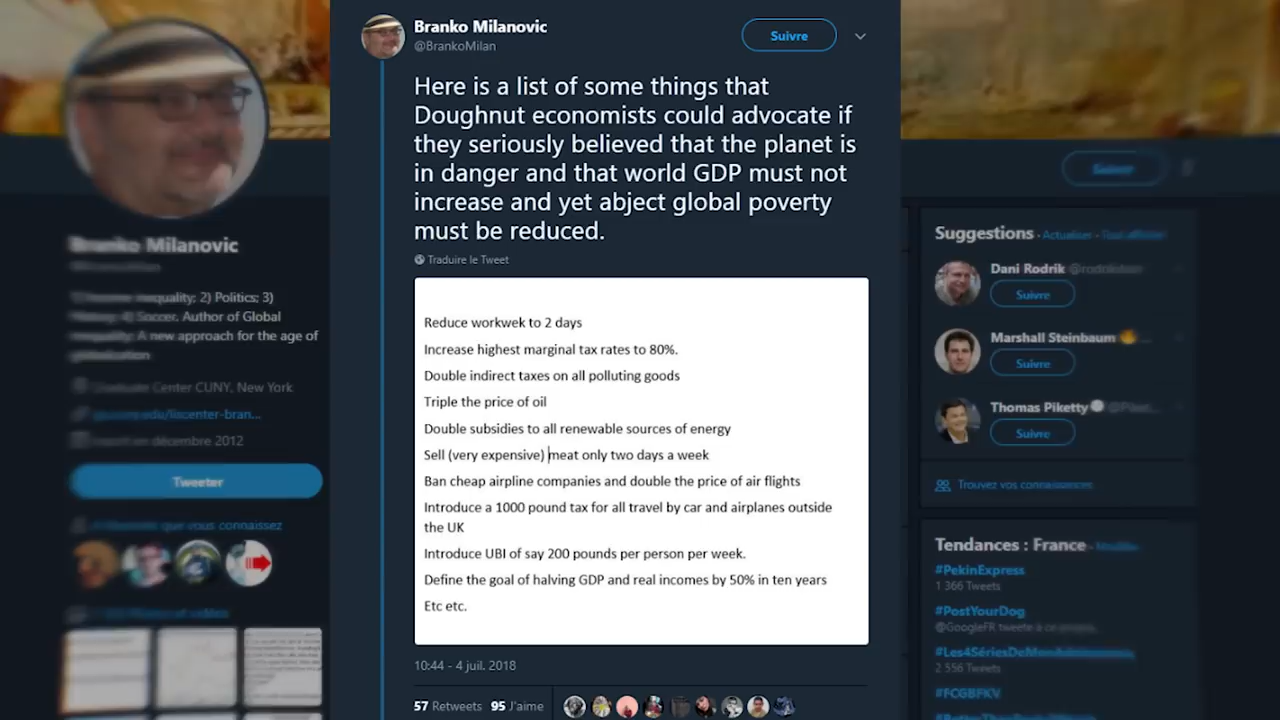 Branko Milanovic
@BrankoMilan
Suivre
Here is a list of some things that
Doughnut economists could advocate if
they seriously believed that the planet is
in danger and that world GDP must not
increase and yet abject global poverty
must be reduced.
Traduire le Tweet
Reduce workwek to 2 days
Increase highest marginal tax rates to 80%.
Double indirect taxes on all polluting goods
Triple the price of oil
Double subsidies to all renewable sources of energy
Sell (very expensive) meat only two days a week
Ban cheap airline companies and double the price of air flights
Introduce a 1000 pound tax for all travel by car and airplanes outside
the UK
Introduce UBI of say 200 pounds per person per week.
Define the goal of halving GDP and real incomes by 50% in ten years
Etc etc.
10:44 - 4 juil. 2018
57 Retweets 95 J'aime
Branko Milanovic
inequality; 2) Politics; 3)
4) Soccer. Author of Global
inequality: A new approach for the age of
Graduate Center CUNY, New York
Inscrit en décembre 2012
Tweeter
que vous connaissez
Suivre
Suggestions · Actualiser · Tout afficher
Dani Rodrik
Suivre
Marshall Steinbaum
Suivre
Thomas Piketty
Suivre
Trouvez vos connaissances
Tendances : France
#PekinExpress
1 366 Tweets
#PostYourDog
@GoogleFR tweete à ce
2 556 Tweets
#FCGBFKV